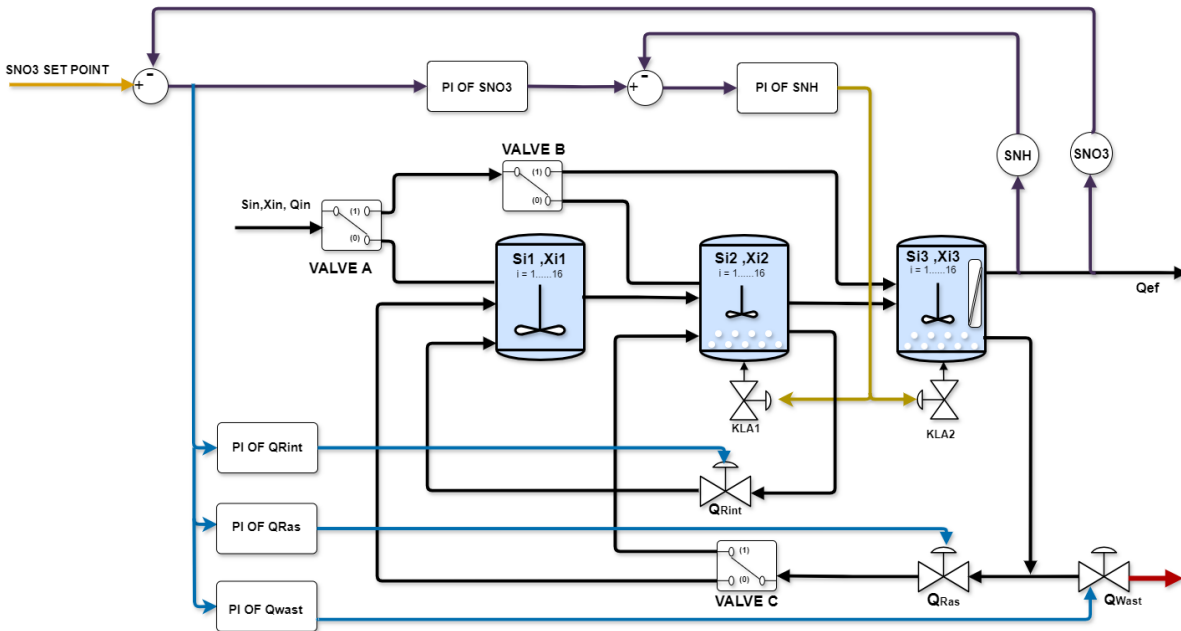 SNO3 SET POINT
-
+
PI OF SNO3
-
+
PI OF SNH
SNH
SNO3
VALVE B
(1)
(0)
Sin,Xin, Qin
(1)
(0)
VALVE A
Si1 ,Xi1
i = 1......16
Si2 ,Xi2
i = 1......16
Si3 ,Xi3
i = 1......16
Qef
KLA1
KLA2
PI OF QRint
QRint
PI OF QRas
(1)
(0)
VALVE C
QRas
QWast
PI OF Qwast